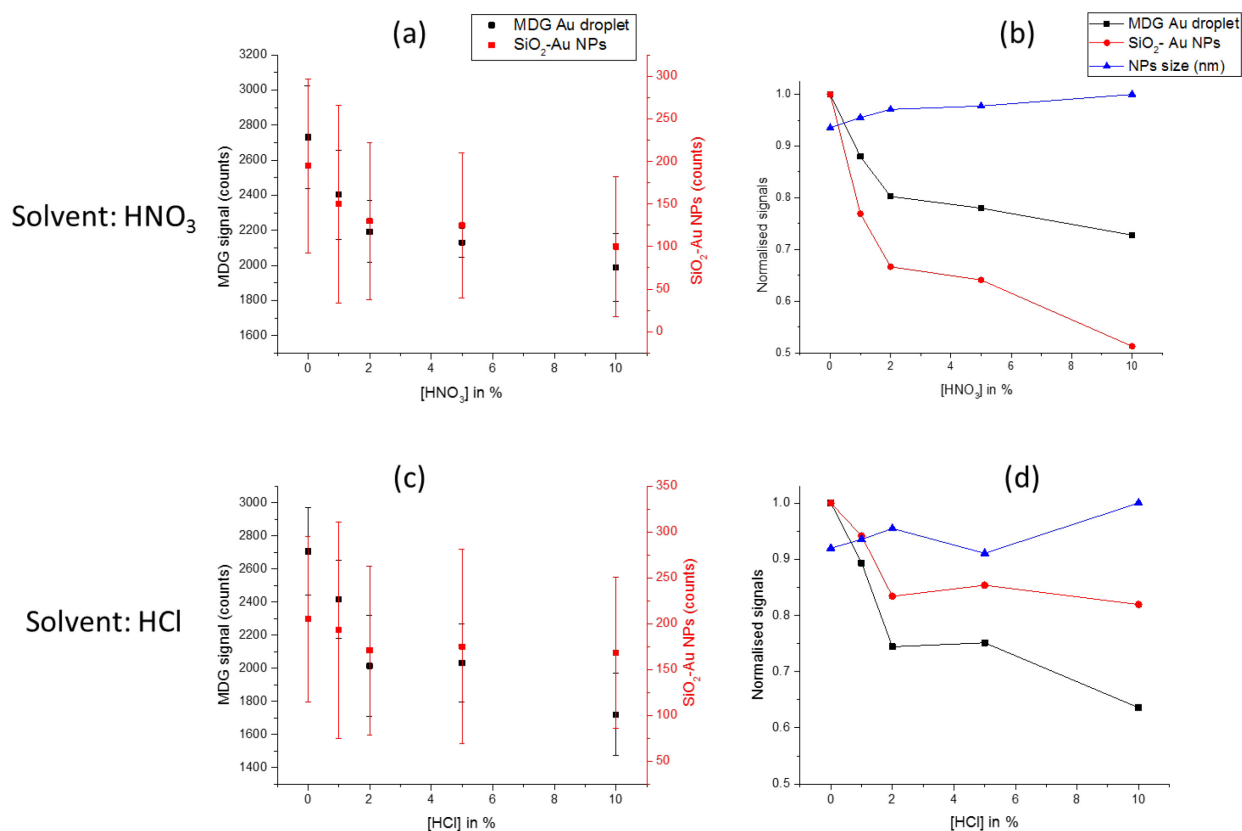 (a)
MDG Au droplet
SiO₂-Au NPs
3200
3000
2800
2600
2400
2200
2000
1800
1600
MDG signal (counts)
300
250
200
150
100
50
0
SiO₂-Au NPs (counts)
0 2 4 6 8 10
[HNO₃] in %
Solvent: HNO₃
(b)
MDG Au droplet
SiO₂- Au NPs
NPs size (nm)
1.0
0.9
0.8
0.7
0.6
0.5
Normalised signals
0 2 4 6 8 10
[HNO₃] in %
Solvent: HCl
(c)
3000
2800
2600
2400
2200
2000
1800
1600
1400
MDG signal (counts)
350
300
250
200
150
100
50
SiO₂-Au NPs (counts)
0 2 4 6 8 10
[HCl] in %
(d)
1.0
0.9
0.8
0.7
0.6
0.5
Normalised signals
0 2 4 6 8 10
[HCl] in %